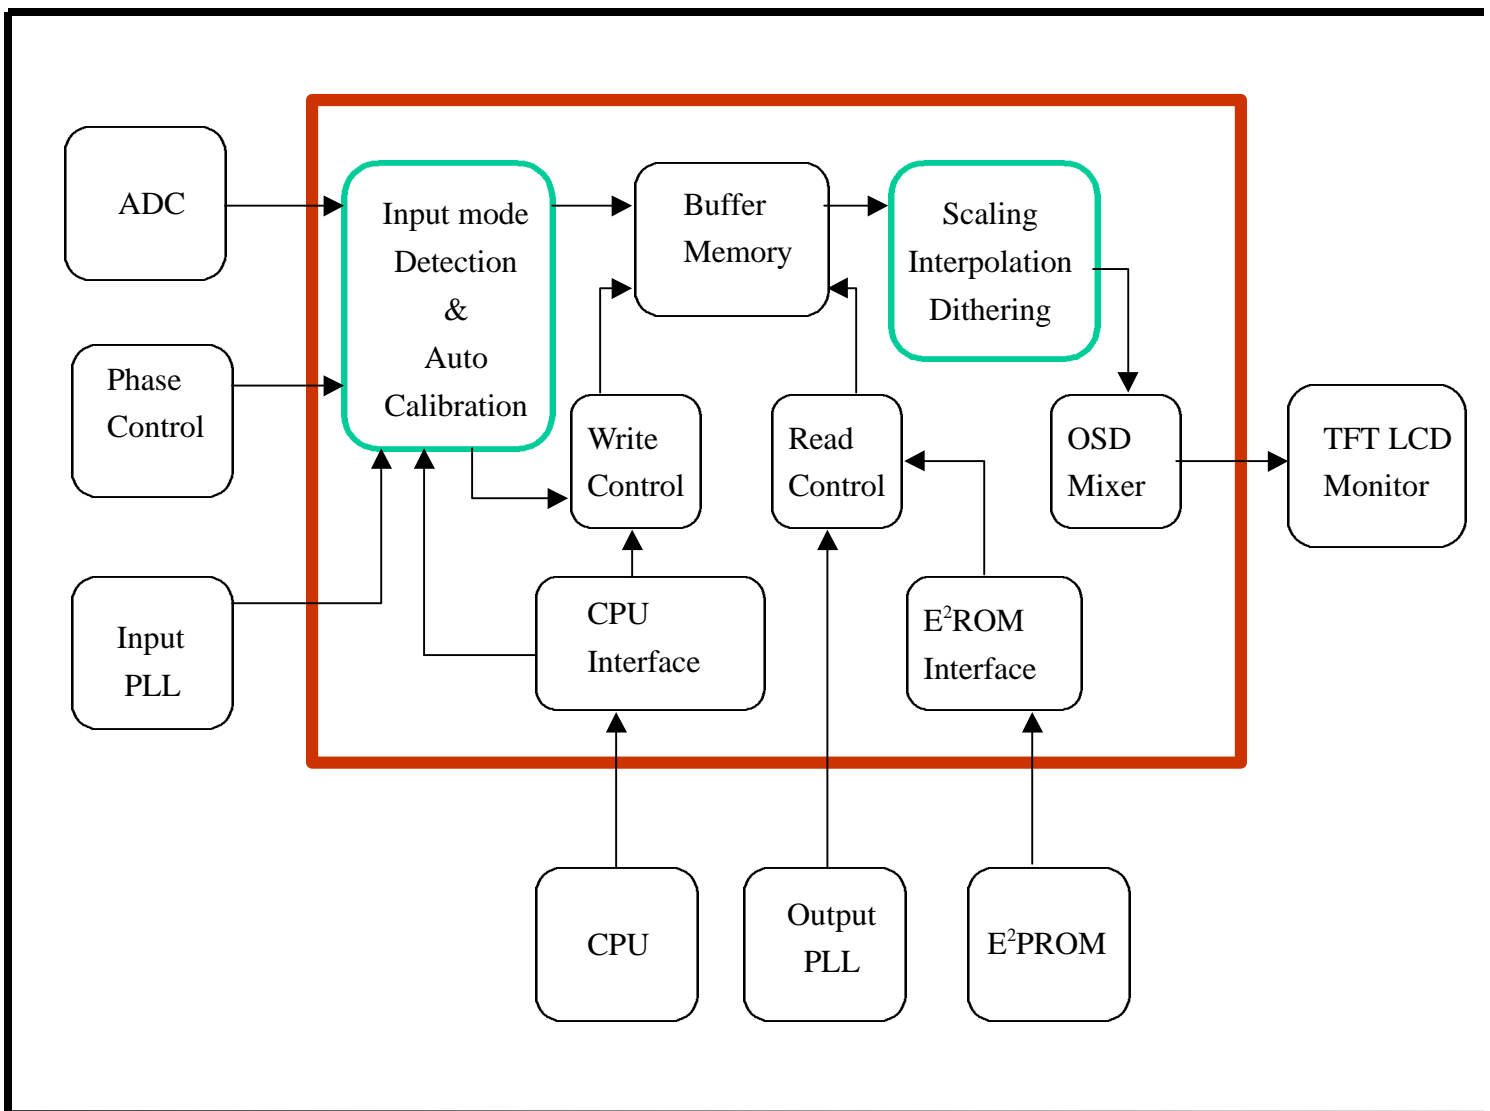 ADC
Input mode
Detection
&
Auto
Calibration
Buffer
Memory
Scaling
Interpolation
Dithering
Phase
Control
Write
Control
Read
Control
OSD
Mixer
TFT LCD
Monitor
Input
PLL
CPU
Interface
E²ROM
Interface
CPU
Output
PLL
E²PROM